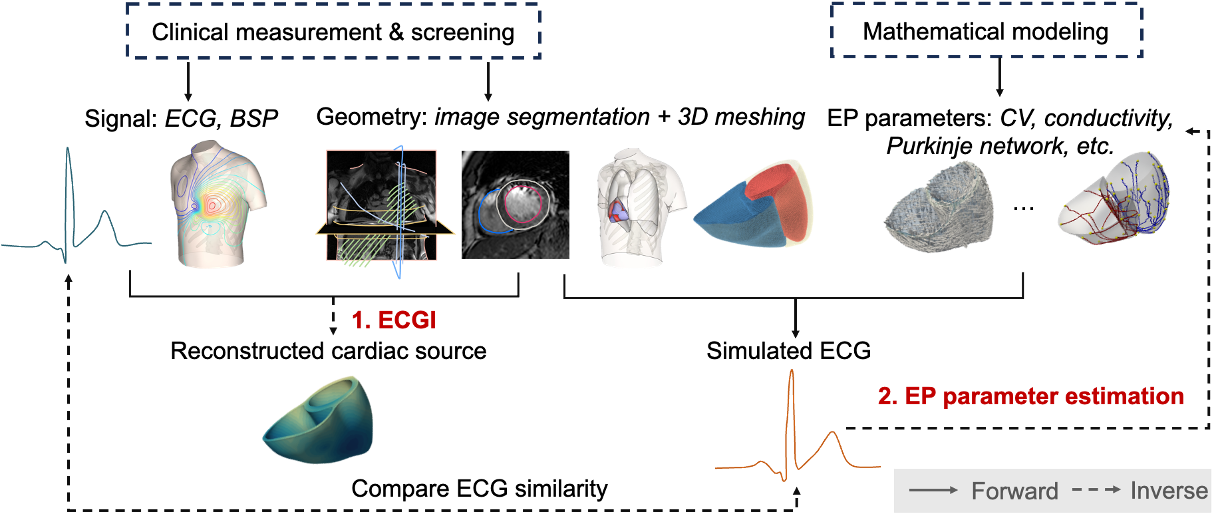 Clinical measurement & screening
Mathematical modeling
Signal: ECG, BSP
Geometry: image segmentation + 3D meshing
EP parameters: CV, conductivity,
Purkinje network, etc.
...
1. ECGI
Reconstructed cardiac source
Simulated ECG
2. EP parameter estimation
Compare ECG similarity
Forward
Inverse